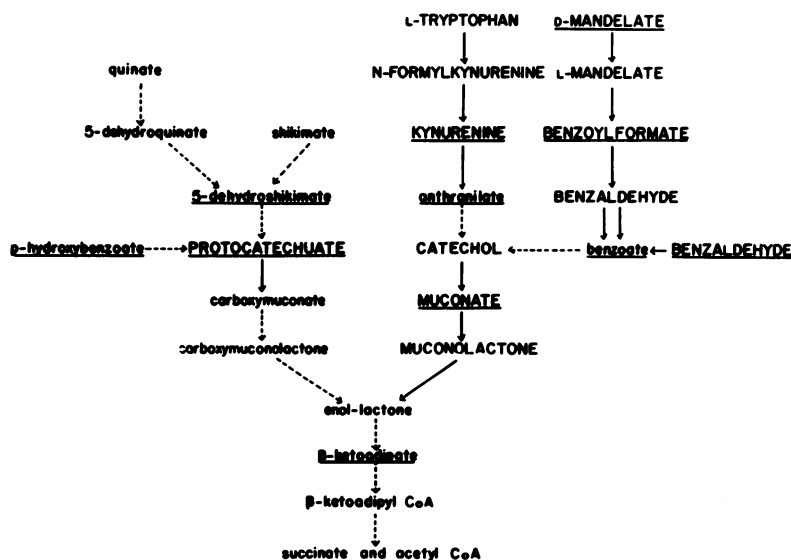 L-TRYPTOPHAN D-MANDELATE
quinate N-FORMYLKYNURENINE L-MANDELATE
5-dehydroquinate shikimate KYNURENINE BENZOYLFORMATE
5-dehydroshikimate anthranilate BENZALDEHYDE
p-hydroxybenzoate PROTOCATECHUATE CATECHOL benzoate BENZALDEHYDE
carboxymuconate MUCONATE
carboxymuconolactone MUCONOLACTONE
enol-lactone
β-ketoadipate
β-ketoadipyl CoA
succinate and acetyl CoA